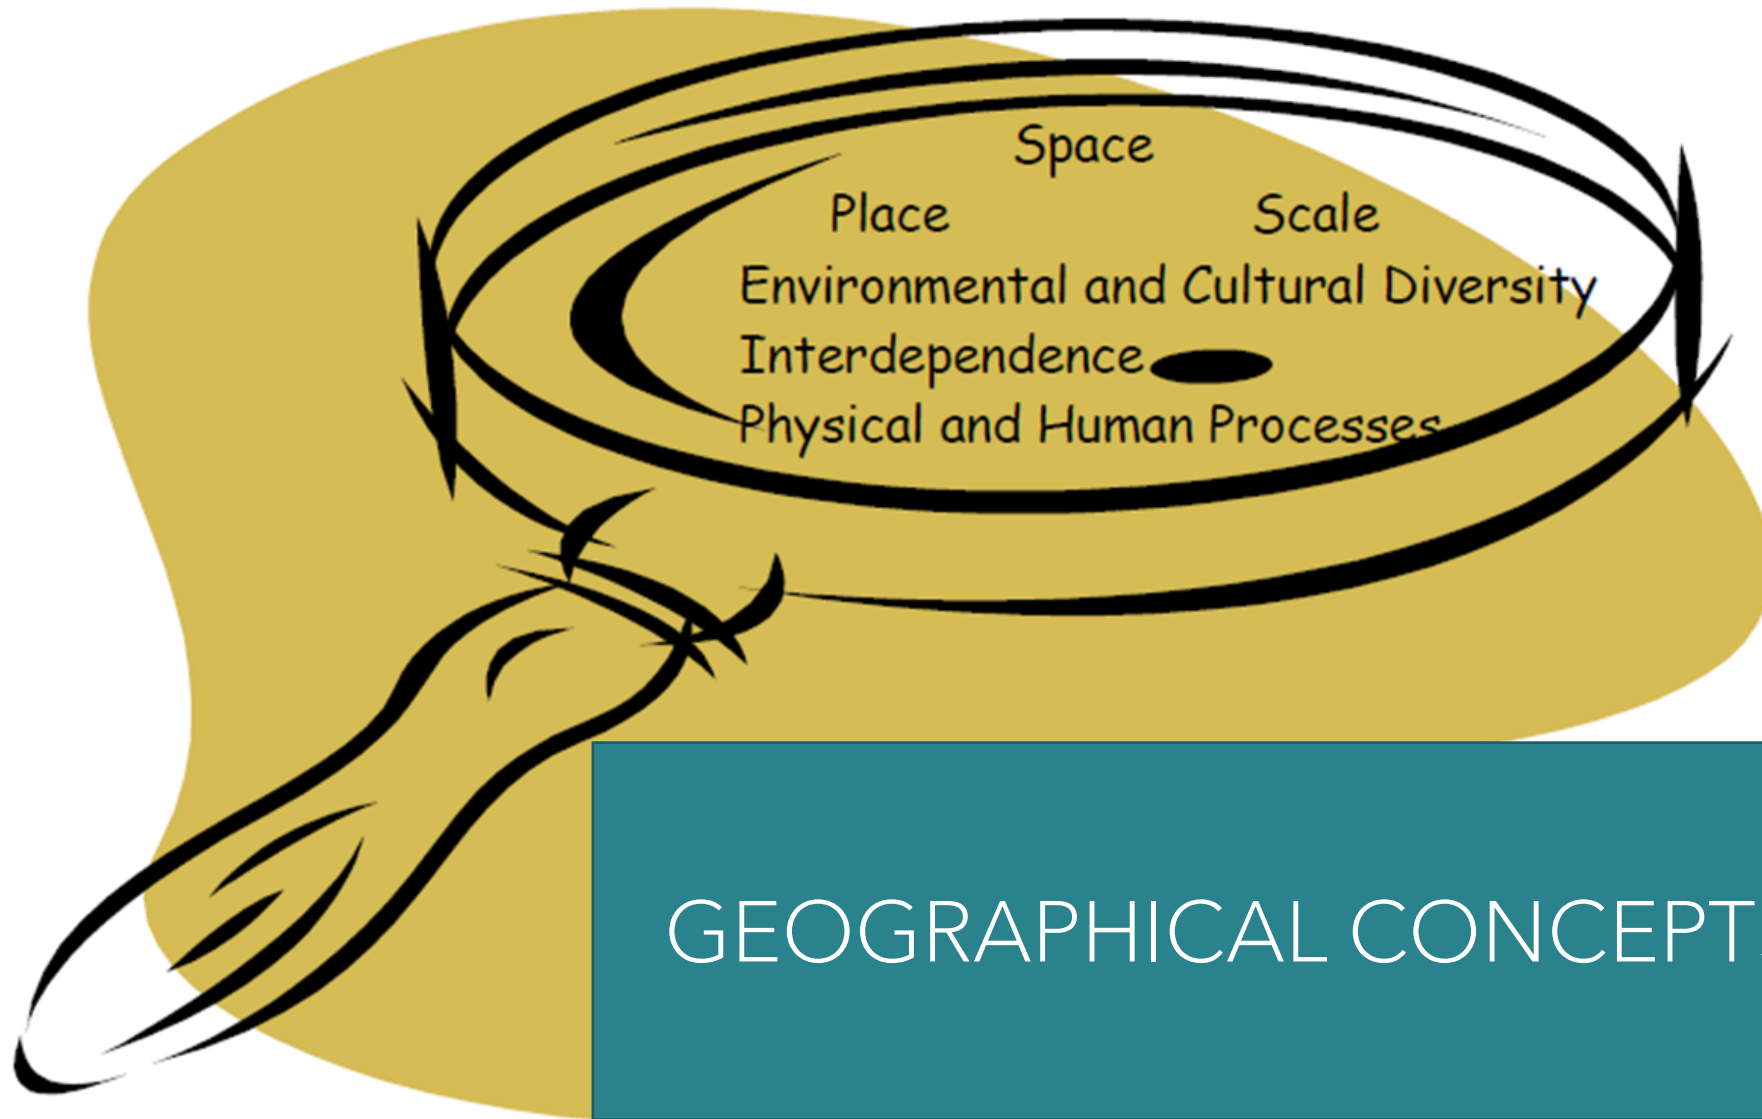 Space
Place Scale
Environmental and Cultural Diversity
Interdependence
Physical and Human Processes
GEOGRAPHICAL CONCEPT